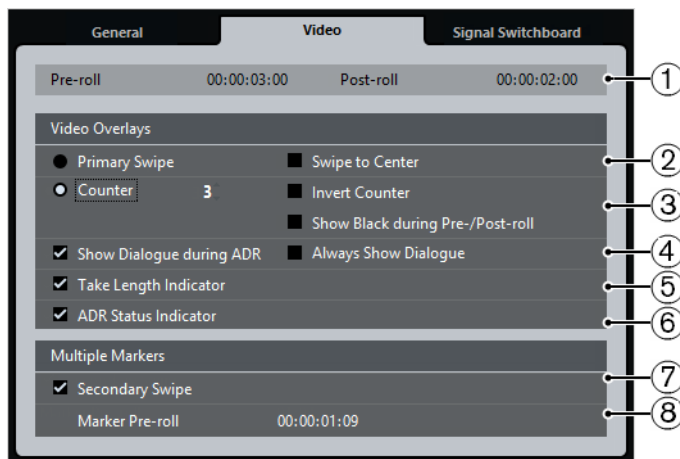 General Video Signal Switchboard
Pre-roll 00:00:03:00 Post-roll 00:00:02:00 1
Video Overlays
Primary Swipe Swipe to Center 2
Counter 3 Invert Counter
3
Show Black during Pre-/Post-roll
Show Dialogue during ADR Always Show Dialogue 4
Take Length Indicator 5
ADR Status Indicator 6
Multiple Markers
7
Secondary Swipe
Marker Pre-roll 00:00:01:09 8